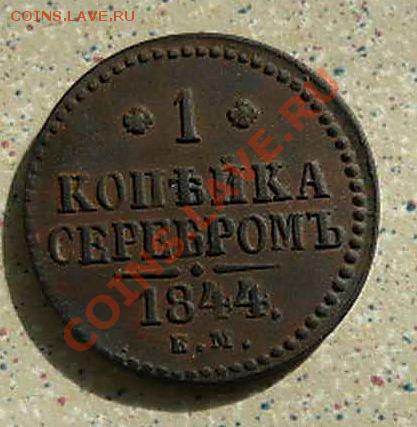 COINS.LAVE.RU
1
КОПѢЙКА
СЕРЕБРОМЪ
1844.
Е.М.
COINS.LAVE.RU